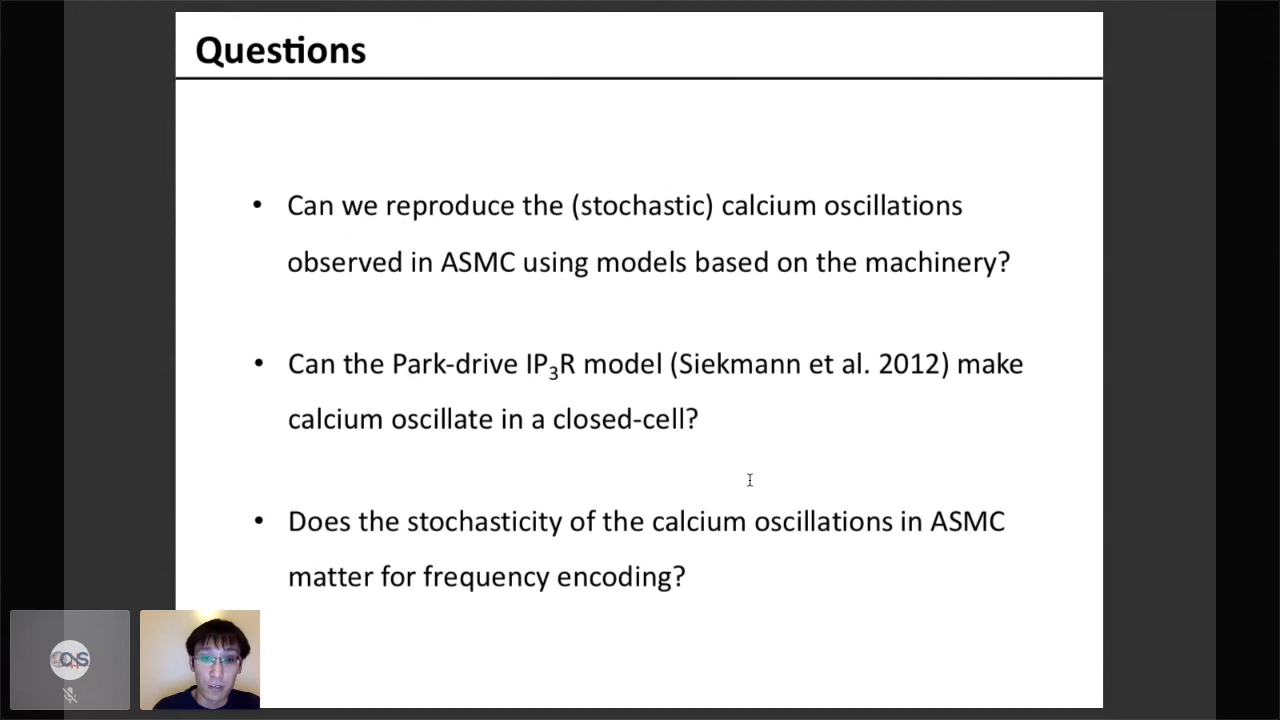 Questions
• Can we reproduce the (stochastic) calcium oscillations
observed in ASMC using models based on the machinery?
• Can the Park-drive IP₃R model (Siekmann et al. 2012) make
calcium oscillate in a closed-cell?
• Does the stochasticity of the calcium oscillations in ASMC
matter for frequency encoding?